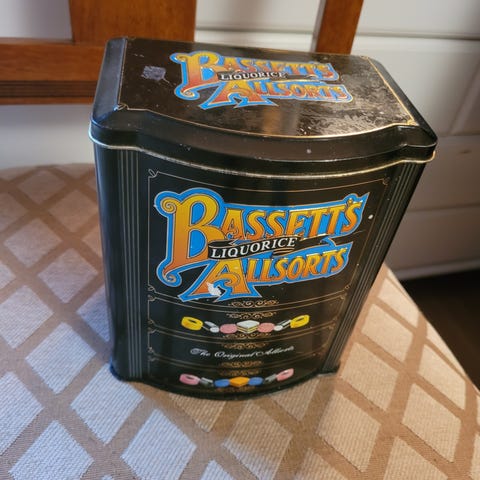 BASSETT'S
LIQUORICE
ALLSORTS
BASSETT'S
LIQUORICE
ALLSORTS
The Original Allsorts